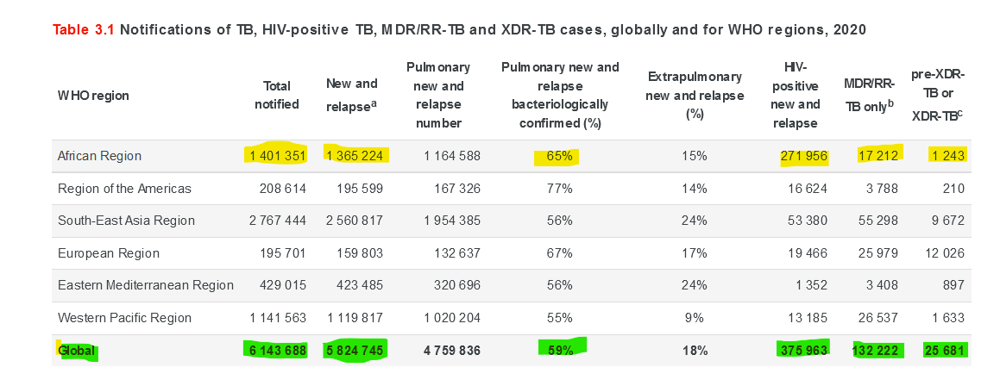 Table 3.1 Notifications of TB, HIV-positive TB, MDR/RR-TB and XDR-TB cases, globally and for WHO regions, 2020
WHO region Total notified New and relapseᵃ Pulmonary new and relapse number Pulmonary new and relapse bacteriologically confirmed (%) Extrapulmonary new and relapse (%) HIV-positive new and relapse MDR/RR-TB onlyᵇ pre-XDR-TB or XDR-TBᶜ
African Region 1 401 351 1 365 224 1 164 588 65% 15% 271 956 17 212 1 243
Region of the Americas 208 614 195 599 167 326 77% 14% 16 624 3 788 210
South-East Asia Region 2 767 444 2 560 817 1 954 385 56% 24% 53 380 55 298 9 672
European Region 195 701 159 803 132 637 67% 17% 19 466 25 979 12 026
Eastern Mediterranean Region 429 015 423 485 320 696 56% 24% 1 352 3 408 897
Western Pacific Region 1 141 563 1 119 817 1 020 204 55% 9% 13 185 26 537 1 633
Global 6 143 688 5 824 745 4 759 836 59% 18% 375 963 132 222 25 681